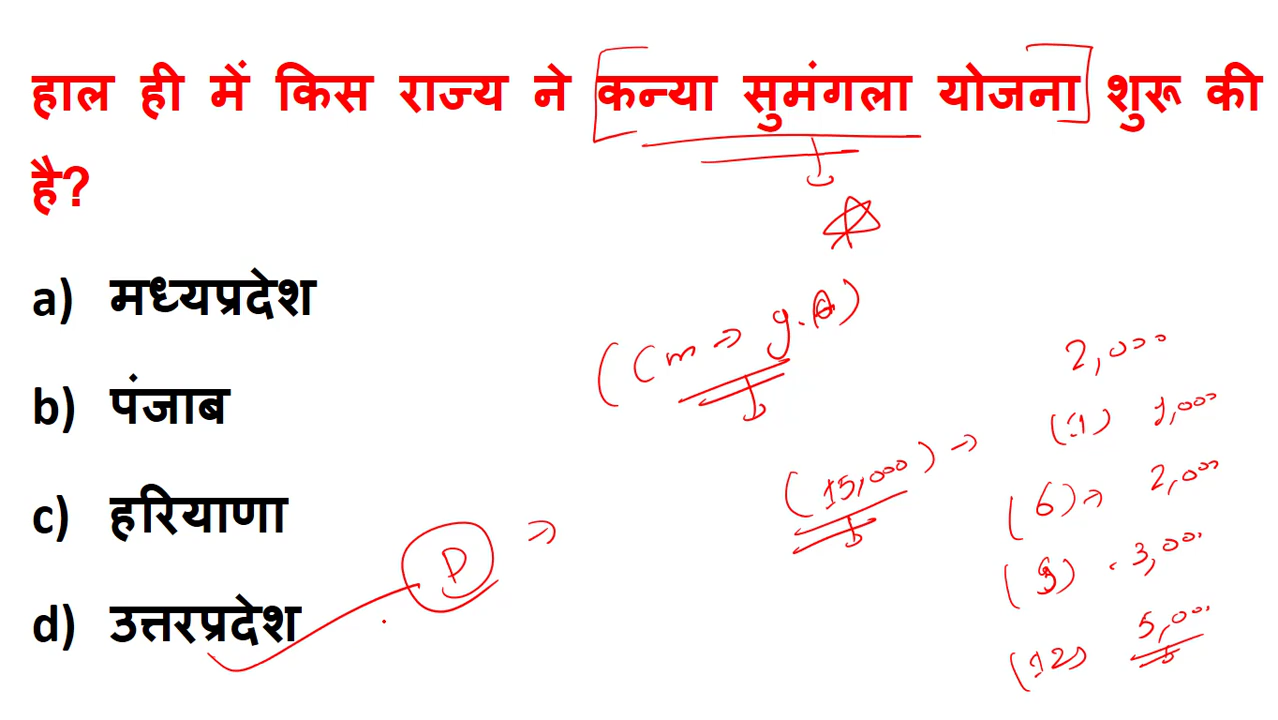 हाल ही में किस राज्य ने कन्या सुमंगला योजना शुरू की
है?
a) मध्यप्रदेश
b) पंजाब
c) हरियाणा
d) उत्तरप्रदेश
D
(15,000)
2,000
(1) 1,000
(6) 2,000
3,000
(12) 5,000